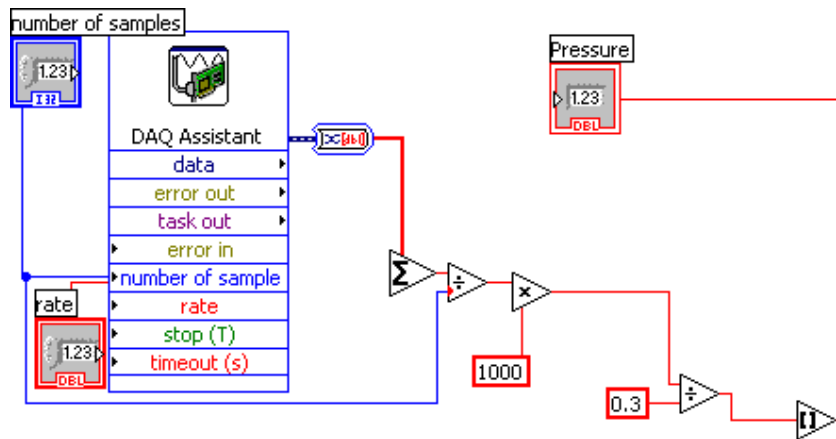 number of samples
1.23
I32
DAQ Assistant
data
error out
task out
error in
number of sample
rate
stop (T)
timeout (s)
rate
1.23
DBL
[dbl]
Σ
÷
×
1000
0.3
÷
[]
Pressure
1.23
DBL